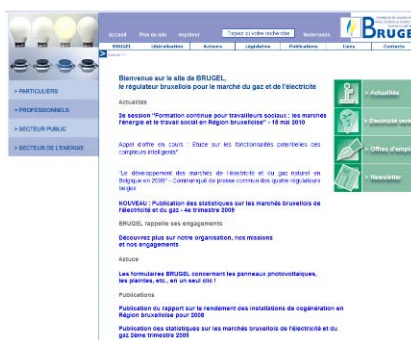 Accueil Plan du site Imprimer Tapez ici votre recherche Nederlands
BRUGEL
BRUGEL Libéralisation Acteurs Législation Publications Liens Contacts
> PARTICULIERS
> PROFESSIONNELS
> SECTEUR PUBLIC
> SECTEUR DE L'ENERGIE
Bienvenue sur le site de BRUGEL,
le régulateur bruxellois pour le marché du gaz et de l'électricité
Actualités
2e session "Formation continue pour travailleurs sociaux : les marchés
l'énergie et le travail social en Région bruxelloise" - 18 mai 2010
Appel d'offre en cours : Etude sur les fonctionnalités potentielles des
compteurs intelligents"
"Le développement des marchés de l'électricité et du gaz naturel en
Belgique en 2009" - Communiqué de presse commun des quatre régulateurs
belges
NOUVEAU : Publication des statistiques sur les marchés bruxellois de
l'électricité et du gaz - 4e trimestre 2009
BRUGEL rappelle ses engagements
Découvrez plus sur notre organisation, nos missions
et nos engagements
Astuce
Les formulaires BRUGEL concernant les panneaux photovoltaïques,
les plaintes, etc., en un seul clic !
Publications
Publication du rapport sur le rendement des installations de cogénération en
Région bruxelloise pour 2008
Publication des statistiques sur les marchés bruxellois de l'électricité et du
gaz 2ème trimestre 2009
> Actualités
> Electricité verte
> Offres d'emploi
> Newsletter